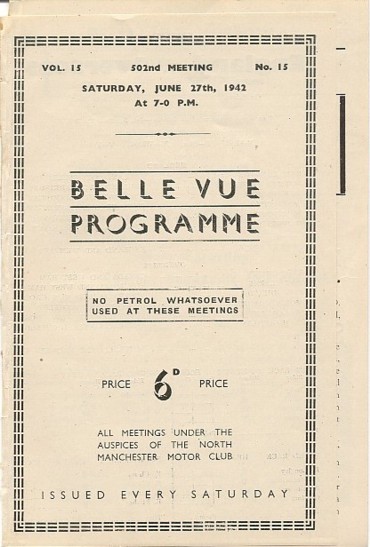 VOL. 15 502nd MEETING No. 15
SATURDAY, JUNE 27th, 1942
At 7-0 P.M.
BELLE VUE
PROGRAMME
NO PETROL WHATSOEVER
USED AT THESE MEETINGS
PRICE 6D PRICE
ALL MEETINGS UNDER THE
AUSPICES OF THE NORTH
MANCHESTER MOTOR CLUB
ISSUED EVERY SATURDAY